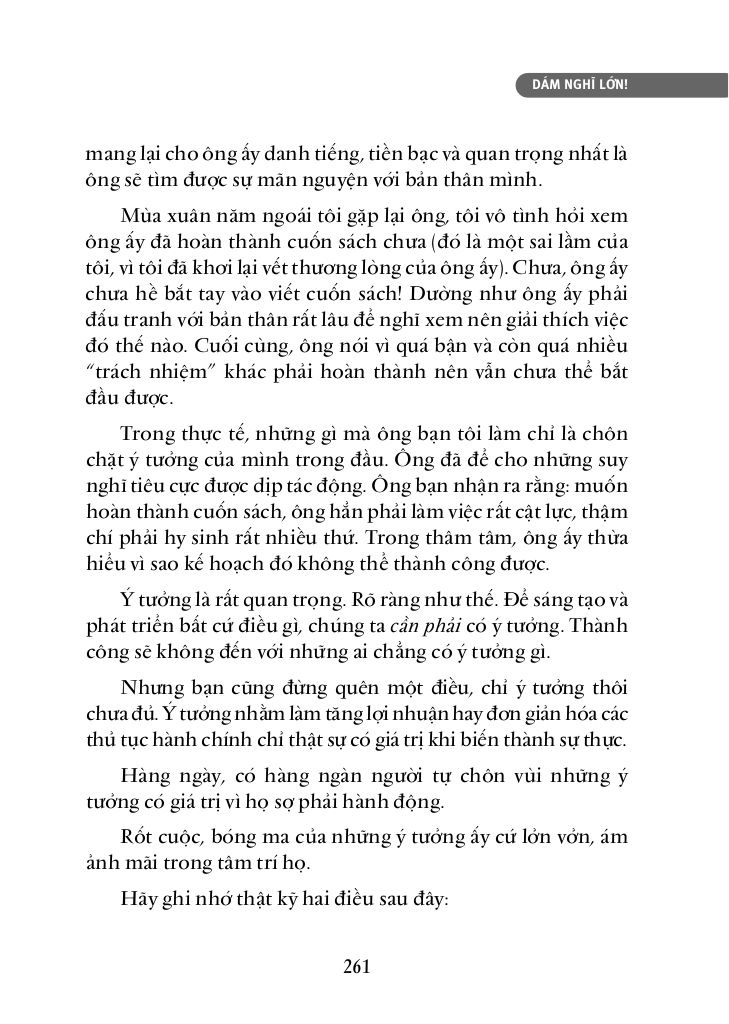 DÁM NGHĨ LỚN!
mang lại cho ông ấy danh tiếng, tiền bạc và quan trọng nhất là
ông sẽ tìm được sự mãn nguyện với bản thân mình.
Mùa xuân năm ngoái tôi gặp lại ông, tôi vô tình hỏi xem
ông ấy đã hoàn thành cuốn sách chưa (đó là một sai lầm của
tôi, vì tôi đã khơi lại vết thương lòng của ông ấy). Chưa, ông ấy
chưa hề bắt tay vào viết cuốn sách! Dường như ông ấy phải
đấu tranh với bản thân rất lâu để nghĩ xem nên giải thích việc
đó thế nào. Cuối cùng, ông nói vì quá bận và còn quá nhiều
“trách nhiệm” khác phải hoàn thành nên vẫn chưa thể bắt
đầu được.
Trong thực tế, những gì mà ông bạn tôi làm chỉ là chôn
chặt ý tưởng của mình trong đầu. Ông đã để cho những suy
nghĩ tiêu cực được dịp tác động. Ông bạn nhận ra rằng: muốn
hoàn thành cuốn sách, ông hẳn phải làm việc rất cật lực, thậm
chí phải hy sinh rất nhiều thứ. Trong thâm tâm, ông ấy thừa
hiểu vì sao kế hoạch đó không thể thành công được.
Ý tưởng là rất quan trọng. Rõ ràng như thế. Để sáng tạo và
phát triển bất cứ điều gì, chúng ta cần phải có ý tưởng. Thành
công sẽ không đến với những ai chẳng có ý tưởng gì.
Nhưng bạn cũng đừng quên một điều, chỉ ý tưởng thôi
chưa đủ. Ý tưởng nhằm làm tăng lợi nhuận hay đơn giản hóa các
thủ tục hành chính chỉ thật sự có giá trị khi biến thành sự thực.
Hàng ngày, có hàng ngàn người tự chôn vùi những ý
tưởng có giá trị vì họ sợ phải hành động.
Rốt cuộc, bóng ma của những ý tưởng ấy cứ lởn vởn, ám
ảnh mãi trong tâm trí họ.
Hãy ghi nhớ thật kỹ hai điều sau đây:
261